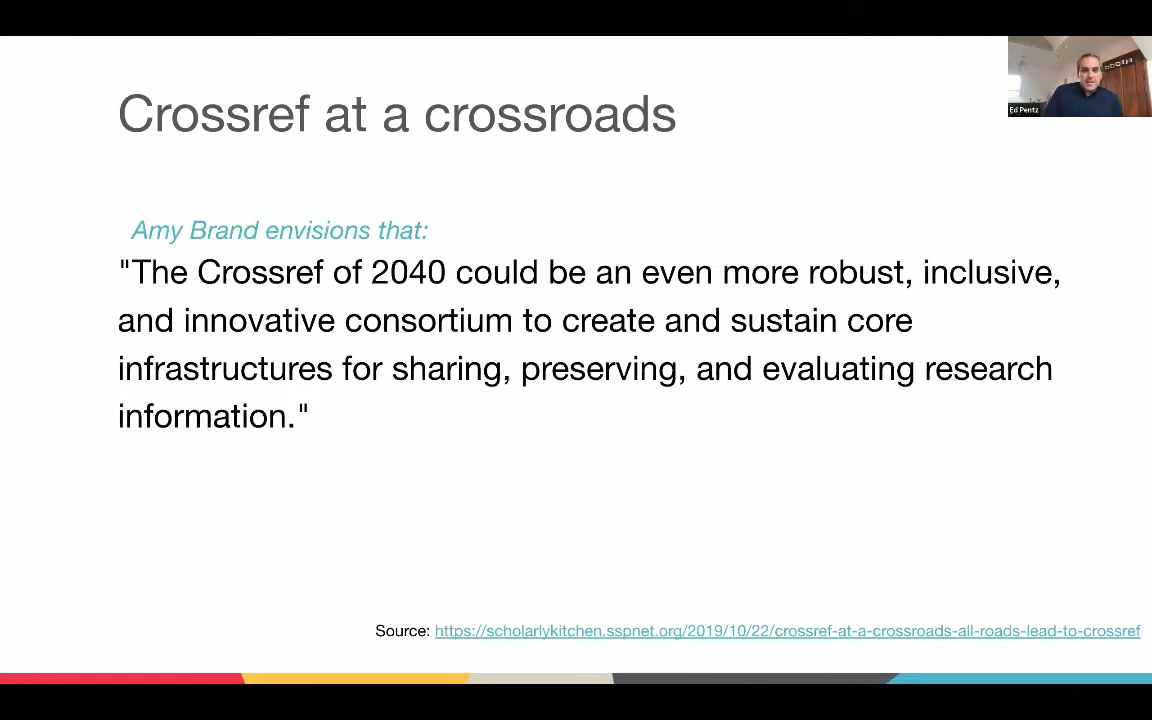 Crossref at a crossroads
Ed Pentz
Amy Brand envisions that:
"The Crossref of 2040 could be an even more robust, inclusive,
and innovative consortium to create and sustain core
infrastructures for sharing, preserving, and evaluating research
information."
Source: https://scholarlykitchen.sspnet.org/2019/10/22/crossref-at-a-crossroads-all-roads-lead-to-crossref